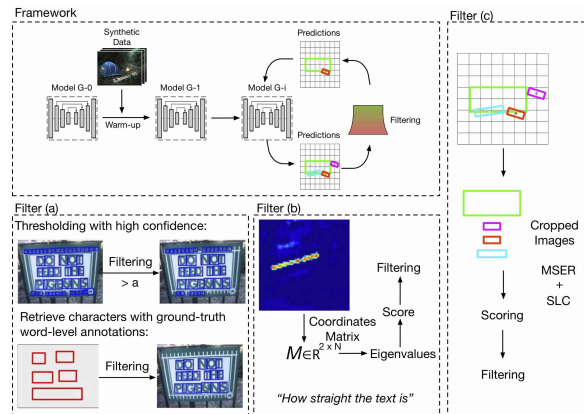 Framework
Synthetic
Data
Model G-0
Model G-1
Model G-i
Warm-up
Predictions
Filtering
Predictions
Filter (a)
Thresholding with high confidence:
Filtering
> a
DO NOT
FEED THE
PIGEONS
DO NOT
FEED THE
PIGEONS
Retrieve characters with ground-truth
word-level annotations:
Filtering
DO NOT
FEED THE
PIGEONS
Filter (b)
Coordinates
Matrix
M∈R 2 x N
Eigenvalues
Score
Filtering
"How straight the text is"
Filter (c)
Cropped
Images
MSER
+
SLC
Scoring
Filtering